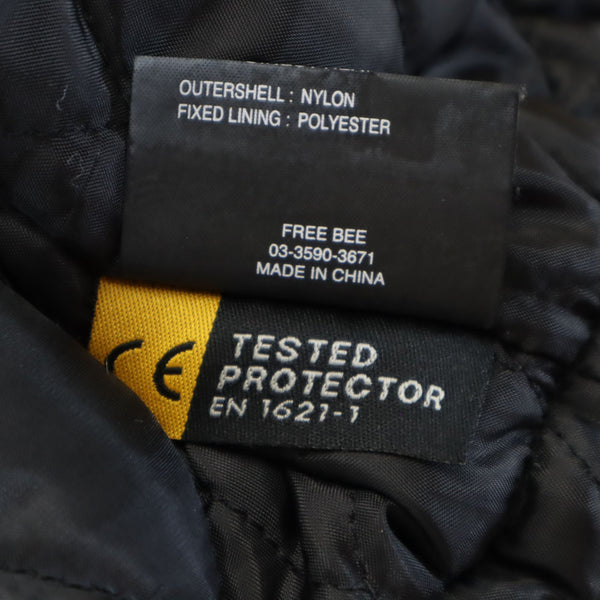 OUTERSHELL : NYLON
FIXED LINING : POLYESTER
FREE BEE
03-3590-3671
MADE IN CHINA
CE
TESTED
PROTECTOR
EN 1621-1